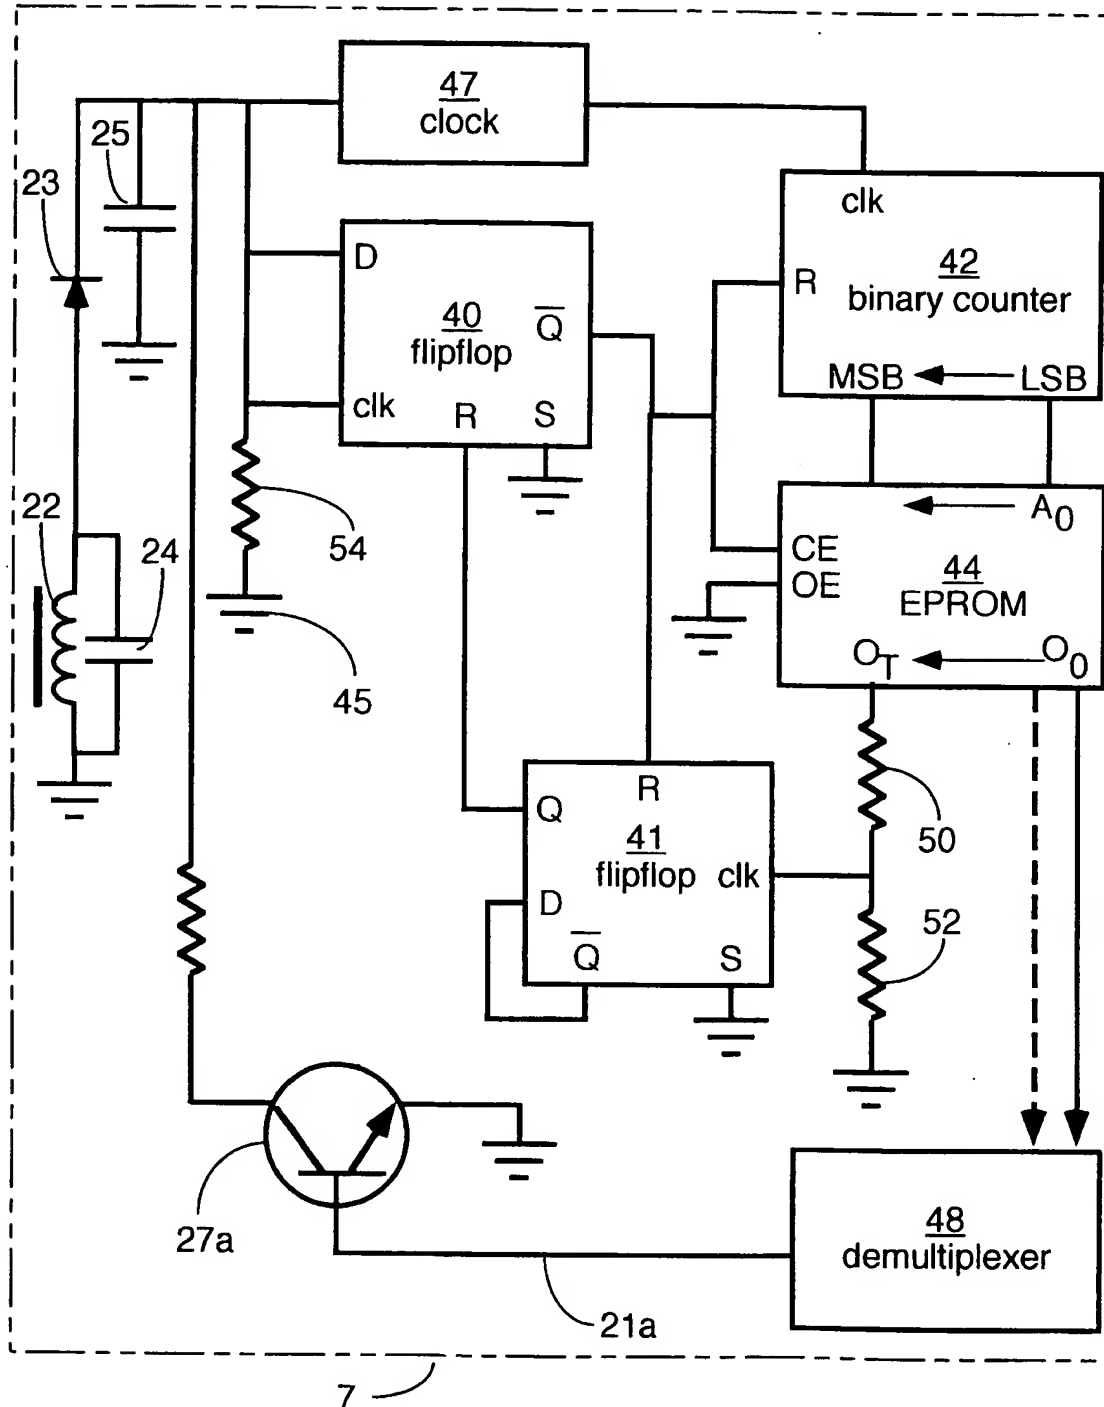 47
clock
25
23
clk
42
R
binary counter
MSB
LSB
D
40
flipflop
Q̅
clk
R
S
22
24
54
45
A0
CE
OE
44
EPROM
OT
O0
50
R
Q
41
flipflop
clk
D
Q̅
S
52
27a
48
demultiplexer
21a
7